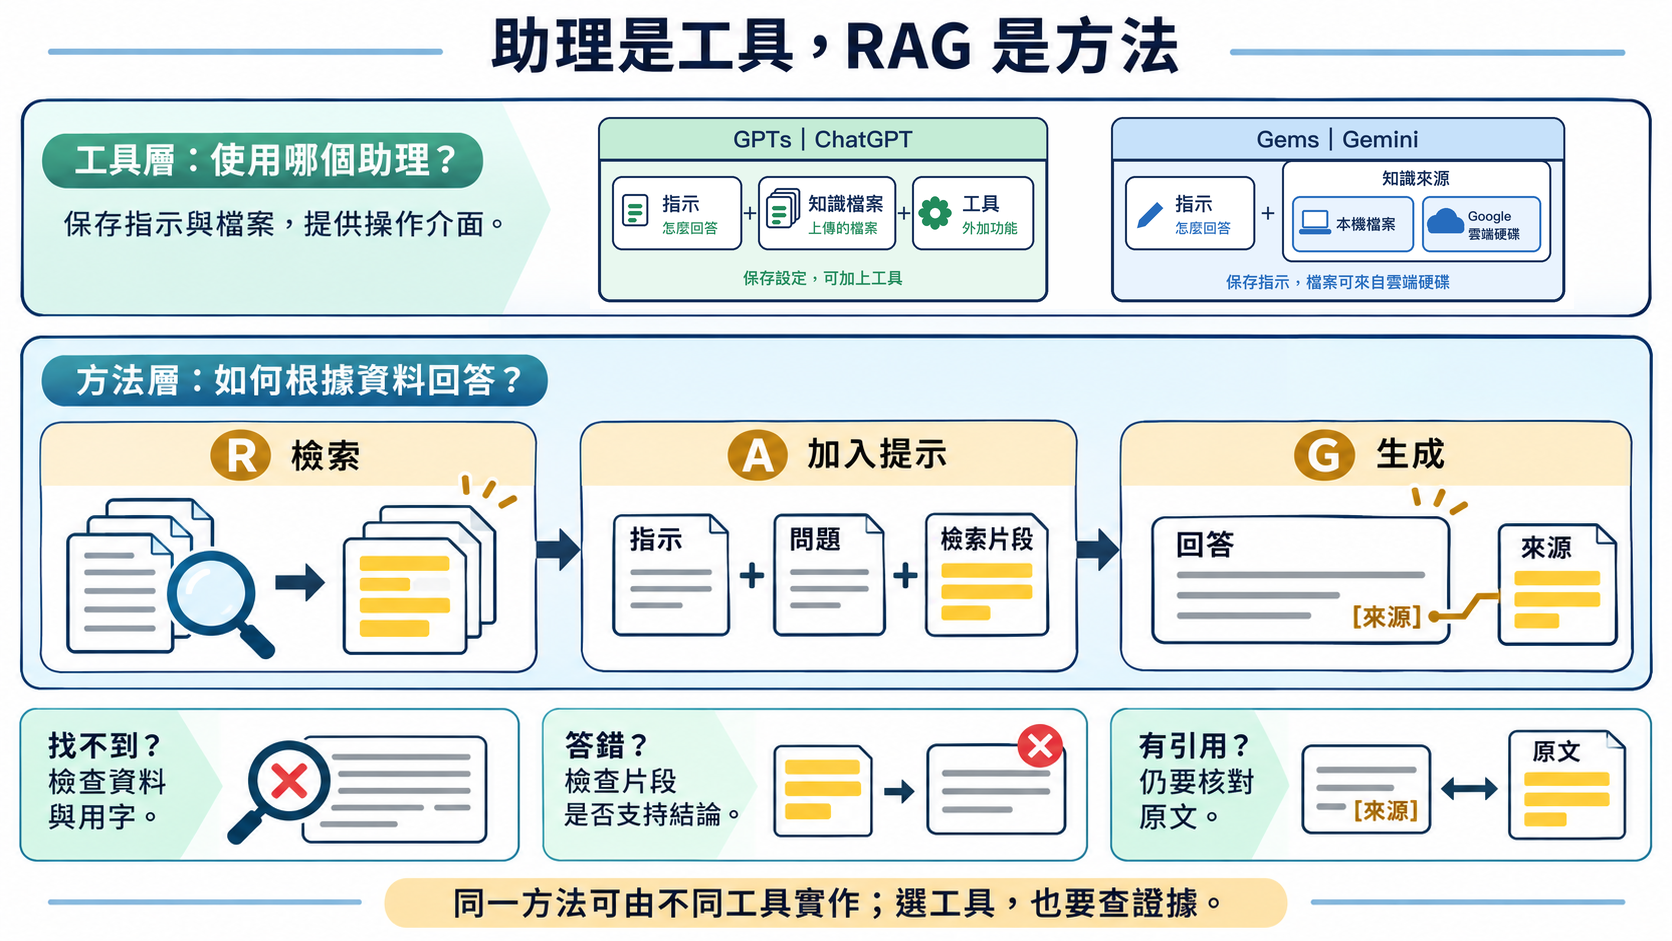 助理是工具，RAG 是方法
工具層：使用哪個助理？
保存指示與檔案，提供操作介面。
GPTs｜ChatGPT
指示
怎麼回答
+
知識檔案
上傳的檔案
+
工具
外加功能
保存設定，可加上工具
Gems｜Gemini
指示
怎麼回答
+
知識來源
本機檔案
Google
雲端硬碟
保存指示，檔案可來自雲端硬碟
方法層：如何根據資料回答？
R 檢索
A 加入提示
指示
+
問題
+
檢索片段
G 生成
回答
[來源]
來源
找不到？
檢查資料
與用字。
答錯？
檢查片段
是否支持結論。
有引用？
仍要核對
原文。
[來源]
原文
同一方法可由不同工具實作；選工具，也要查證據。